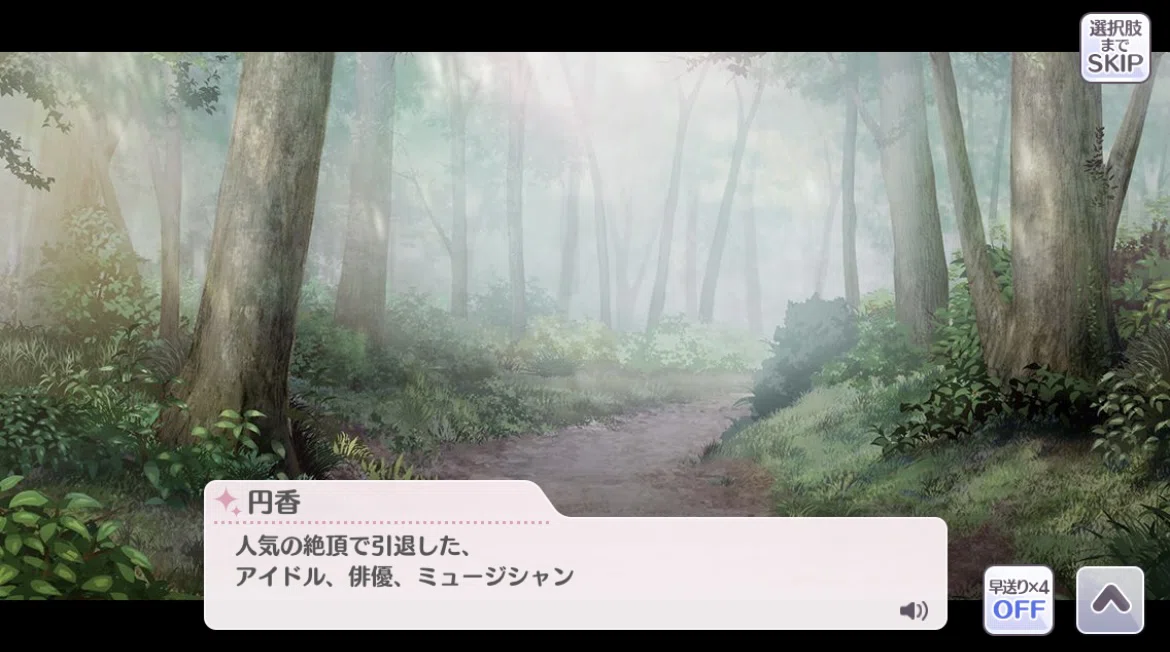 選択肢
まで
SKIP
円香
人気の絶頂で引退した、
アイドル、俳優、ミュージシャン
早送り×4
OFF